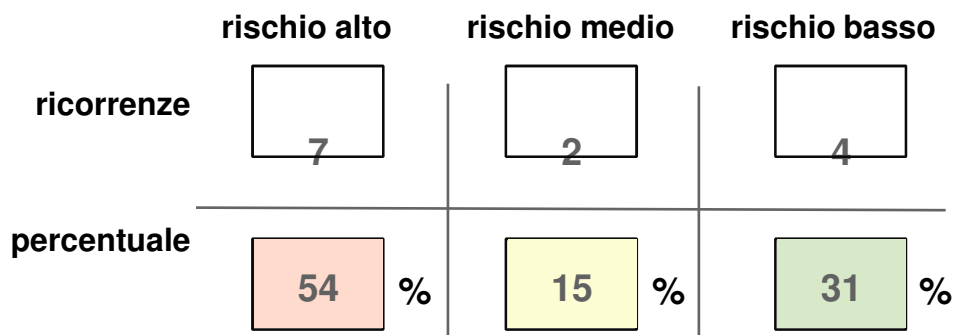 rischio alto rischio medio rischio basso
ricorrenze 7 2 4
percentuale 54 % 15 % 31 %